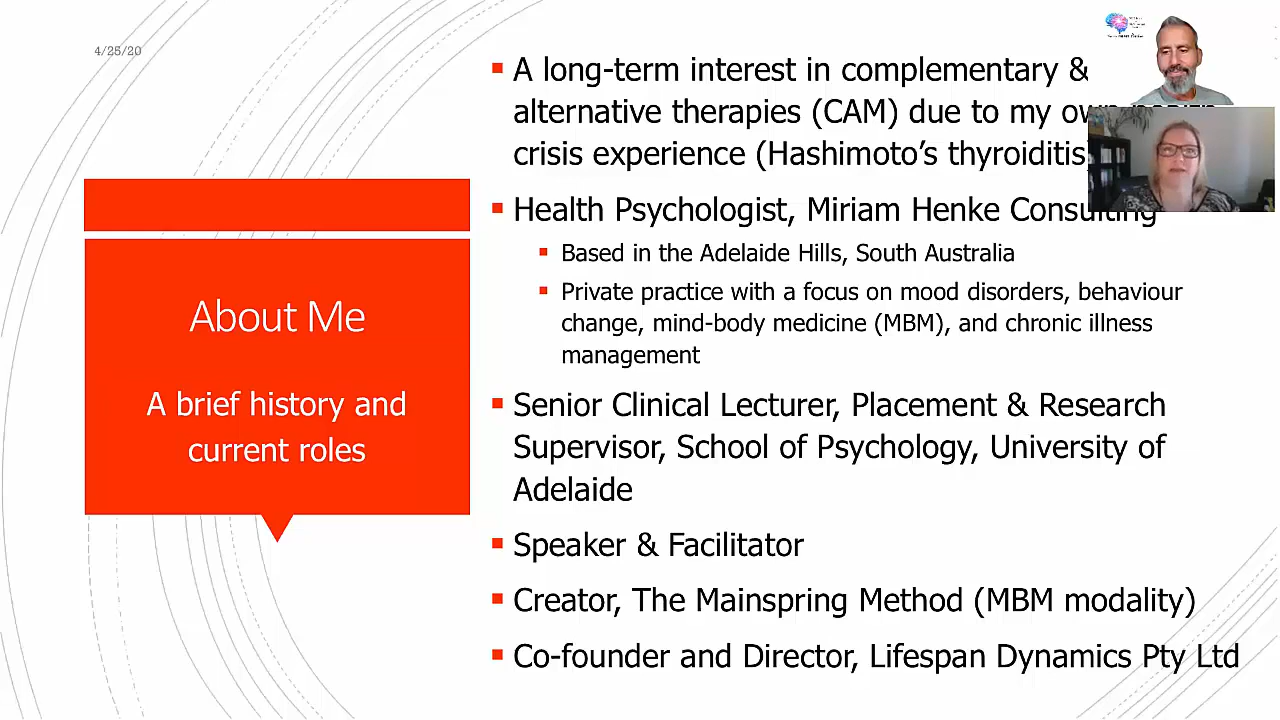 4/25/20
A long-term interest in complementary &
alternative therapies (CAM) due to my own health
crisis experience (Hashimoto's thyroiditis
Health Psychologist, Miriam Henke Consulting
Based in the Adelaide Hills, South Australia
Private practice with a focus on mood disorders, behaviour
change, mind-body medicine (MBM), and chronic illness
management
About Me
A brief history and
current roles
Senior Clinical Lecturer, Placement & Research
Supervisor, School of Psychology, University of
Adelaide
Speaker & Facilitator
Creator, The Mainspring Method (MBM modality)
Co-founder and Director, Lifespan Dynamics Pty Ltd